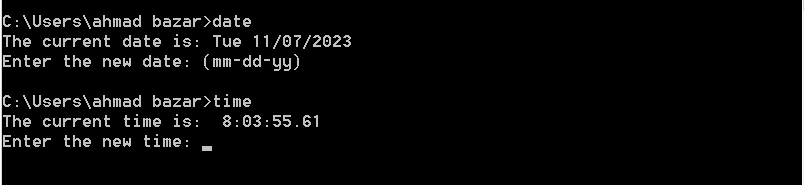 C:\Users\ahmad bazar>date
The current date is: Tue 11/07/2023
Enter the new date: (mm-dd-yy)
C:\Users\ahmad bazar>time
The current time is:  8:03:55.61
Enter the new time: _